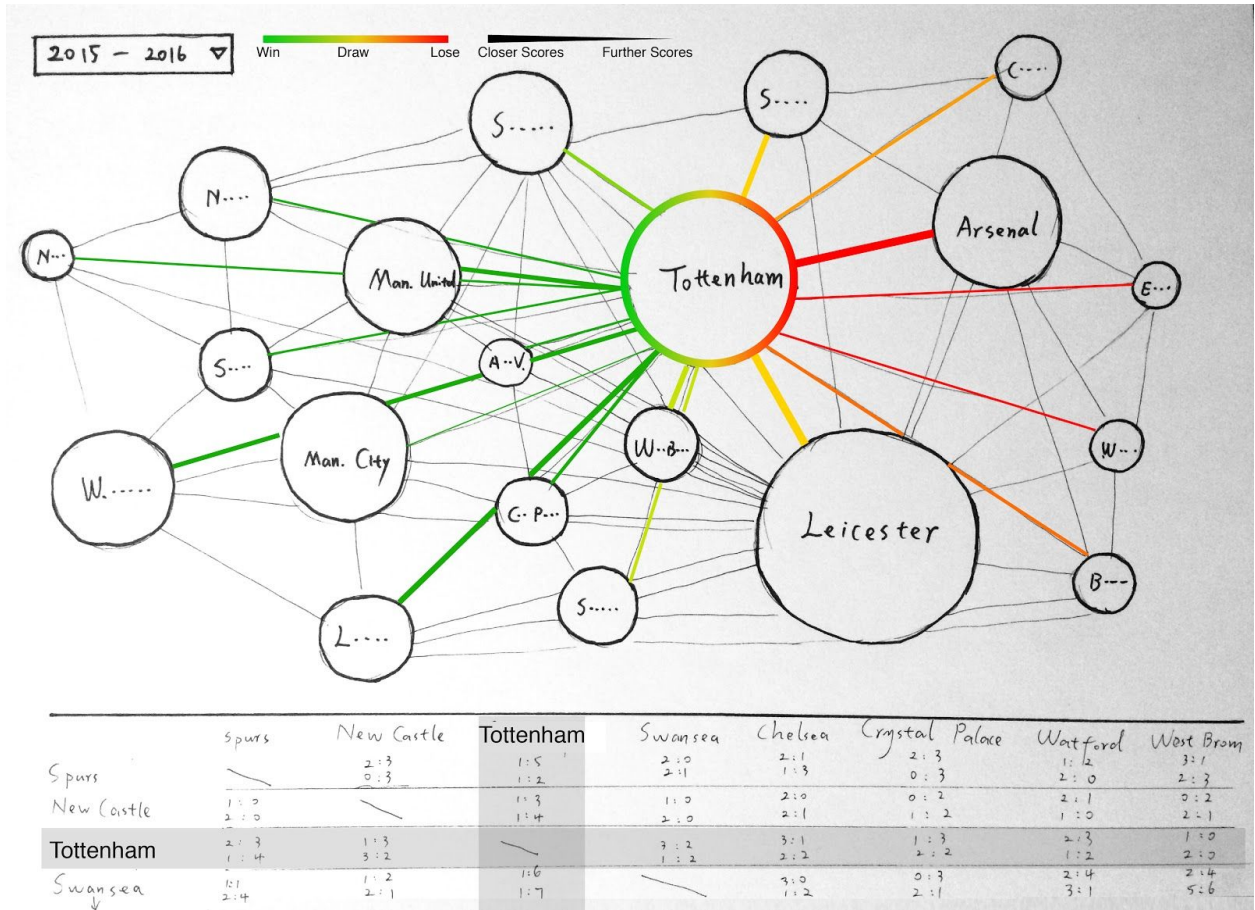 2015 - 2016 ▽
Win Draw Lose
Closer Scores Further Scores
S.....
S.....
C....
N....
Arsenal
N...
Man. United
Tottenham
E...
S....
A..V.
W.....
Man. City
W..B...
W...
C..P...
Leicester
L....
S.....
B---
Spurs New Castle Tottenham Swansea Chelsea Crystal Palace Watford West Brom
Spurs
2:3 1:5 2:0 2:1 2:3 1:2 3:1
0:3 1:2 2:1 1:3 0:3 2:0 2:3
New Castle
1:0 1:3 1:0 2:0 0:2 2:1 0:2
2:0 1:4 2:0 2:1 1:2 1:0 2:1
Tottenham
2:3 1:3 3:2 3:1 1:3 2:3 1:0
1:4 3:2 1:2 2:2 2:2 1:2 2:0
Swansea
1:1 1:2 1:6 3:0 0:3 2:4 2:4
2:4 2:1 1:7 1:2 2:1 3:1 5:6